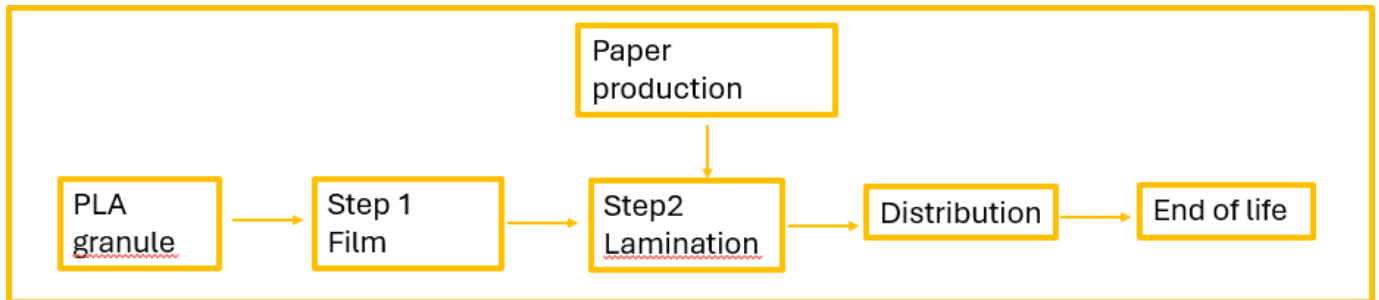 Paper
production
PLA
granule
Step 1
Film
Step2
Lamination
Distribution
End of life